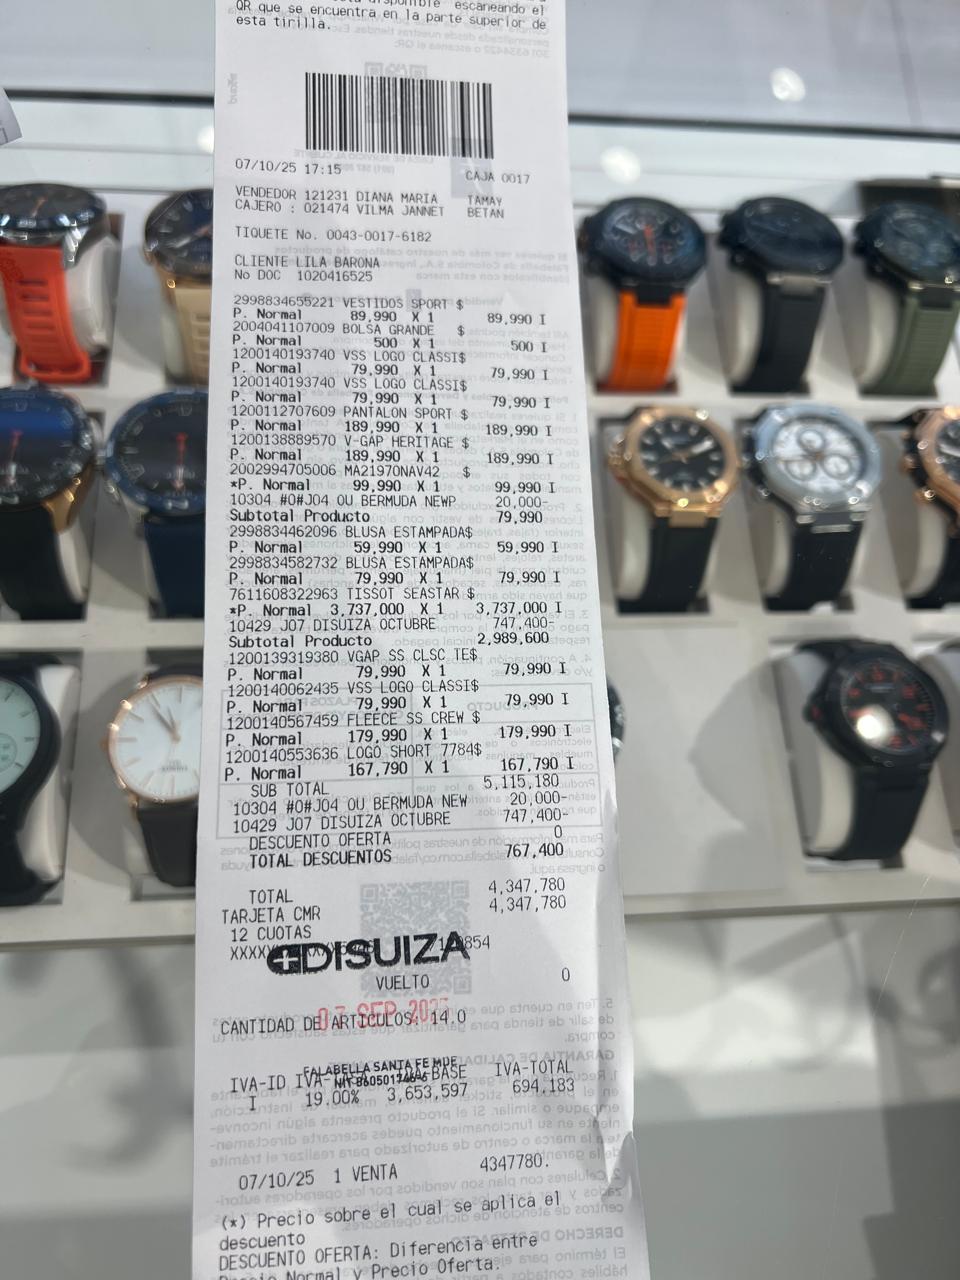 QR que se encuentra en la parte superior de
esta tirilla.
07/10/25 17:15 CAJA 0017
VENDEDOR 121231 DIANA MARIA TAMAY
CAJERO : 021474 VILMA JANNET BETAN
TIQUETE No. 0043-0017-6182
CLIENTE LILA BARONA
No DOC 1020416525
2998834655221 VESTIDOS SPORT $
P. Normal 89,990 X 1 89,990 I
2004041107009 BOLSA GRANDE $
P. Normal 500 X 1 500 I
1200140193740 VSS LOGO CLASSI$
P. Normal 79,990 X 1 79,990 I
1200140193740 VSS LOGO CLASSI$
P. Normal 79,990 X 1 79,990 I
1200112707609 PANTALON SPORT $
P. Normal 189,990 X 1 189,990 I
1200138889570 V-GAP HERITAGE $
P. Normal 189,990 X 1 189,990 I
2002994705006 MA21970NAV42 $
*P. Normal 99,990 X 1 99,990 I
10304 #0#J04 OU BERMUDA NEWP 20,000-
Subtotal Producto 79,990
2998834462096 BLUSA ESTAMPADA$
P. Normal 59,990 X 1 59,990 I
2998834582732 BLUSA ESTAMPADA$
P. Normal 79,990 X 1 79,990 I
7611608322963 TISSOT SEASTAR $
*P. Normal 3,737,000 X 1 3,737,000 I
10429 J07 DISUIZA OCTUBRE 747,400-
Subtotal Producto 2,989,600
1200139319380 VGAP SS CLSC TE$
P. Normal 79,990 X 1 79,990 I
1200140062435 VSS LOGO CLASSI$
P. Normal 79,990 X 1 79,990 I
1200140567459 FLEECE SS CREW $
P. Normal 179,990 X 1 179,990 I
1200140553636 LOGO SHORT 7784$
P. Normal 167,790 X 1 167,790 I
SUB TOTAL 5,115,180
10304 #0#J04 OU BERMUDA NEW 20,000-
10429 J07 DISUIZA OCTUBRE 747,400-
DESCUENTO OFERTA 0
TOTAL DESCUENTOS 767,400
TOTAL 4,347,780
TARJETA CMR 4,347,780
12 CUOTAS
DISUIZA
VUELTO 0
CANTIDAD DE ARTICULOS: 14.0
FALABELLA SANTA FE MDE
IVA-ID BASE IVA-TOTAL
I 19.00% 3,653,597 694,183
07/10/25 1 VENTA 4347780.
(*) Precio sobre el cual se aplica el
descuento
DESCUENTO OFERTA: Diferencia entre
Precio Normal y Precio Oferta.